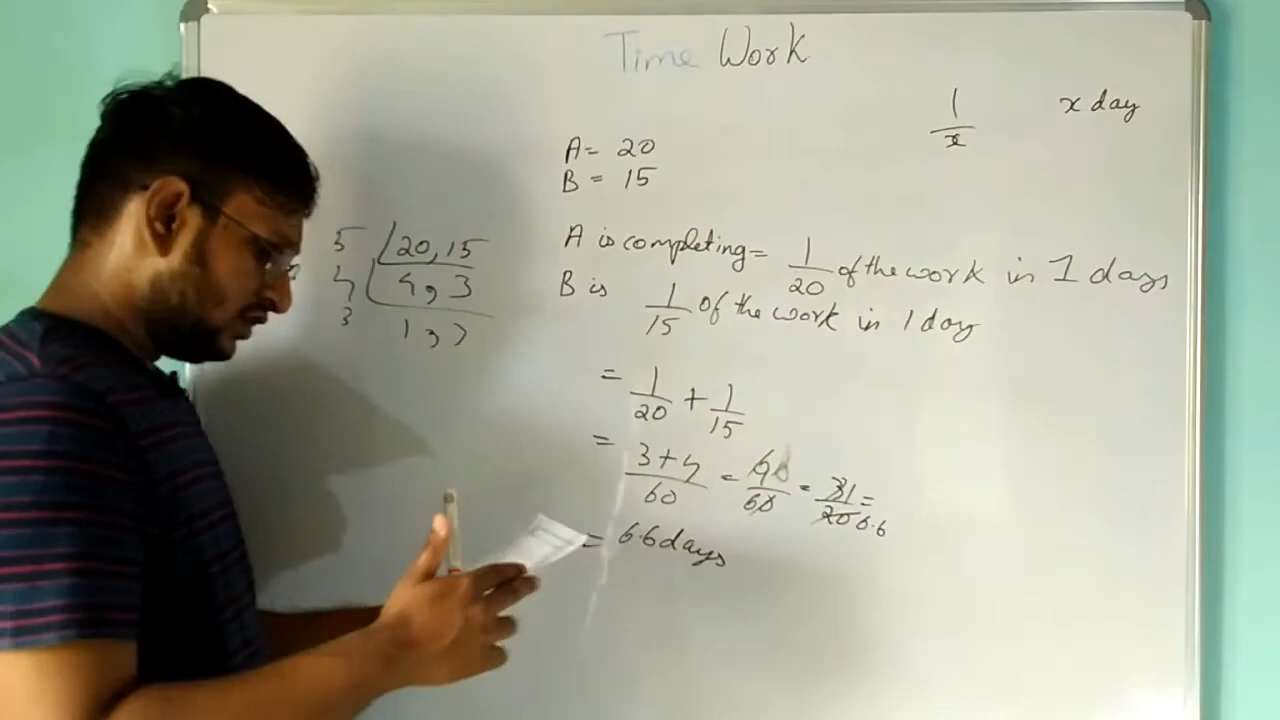 Time Work
1/x x day
A= 20
B = 15
5 20, 15
4 4, 3
3 1,
A is completing= 1/20 of the work in 1 days
B is 1/15 of the work in 1 day
= 1/20 + 1/15
= 3+4/60 = /60 = 31/20 = 6.6
= 6.6 days